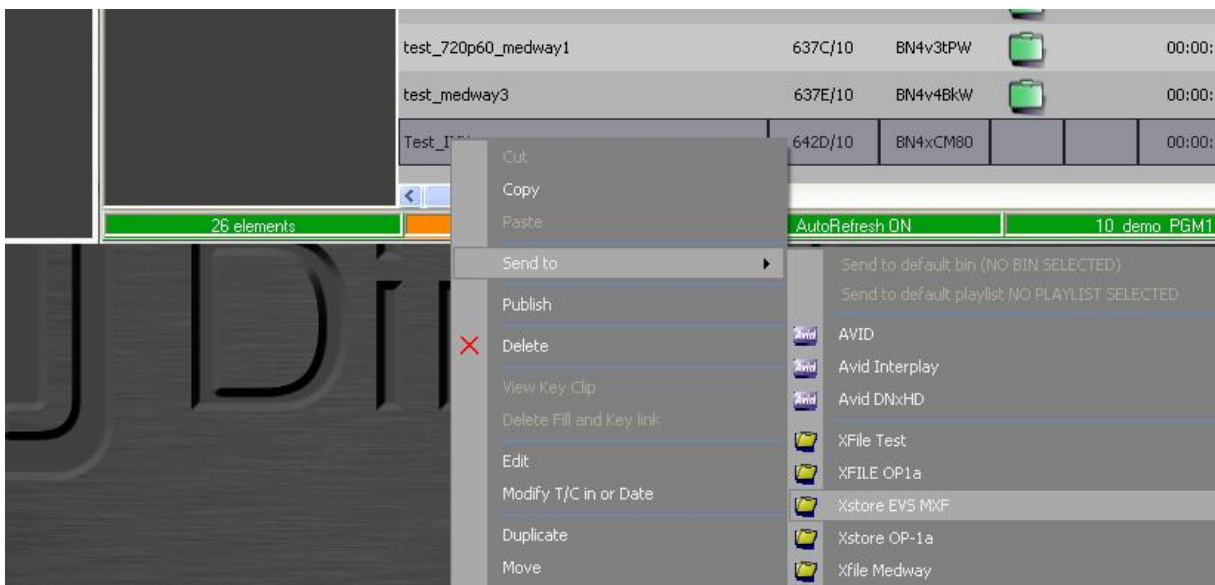 test_720p60_medway1 637C/10 BN4v3tPW 00:00:
test_medway3 637E/10 BN4v4BkW 00:00:
642D/10 BN4xCM80 00:00:
26 elements AutoRefresh ON 10_demo_PGM1
Cut
Copy
Paste
Send to
Publish
Delete
View Key Clip
Delete Fill and Key link
Edit
Modify T/C in or Date
Duplicate
Move
Send to default bin (NO BIN SELECTED)
Send to default playlist NO PLAYLIST SELECTED
Avid AVID
Avid Avid Interplay
Avid Avid DNxHD
XFile Test
XFILE OP1a
Xstore EVS MXF
Xstore OP-1a
Xfile Medway